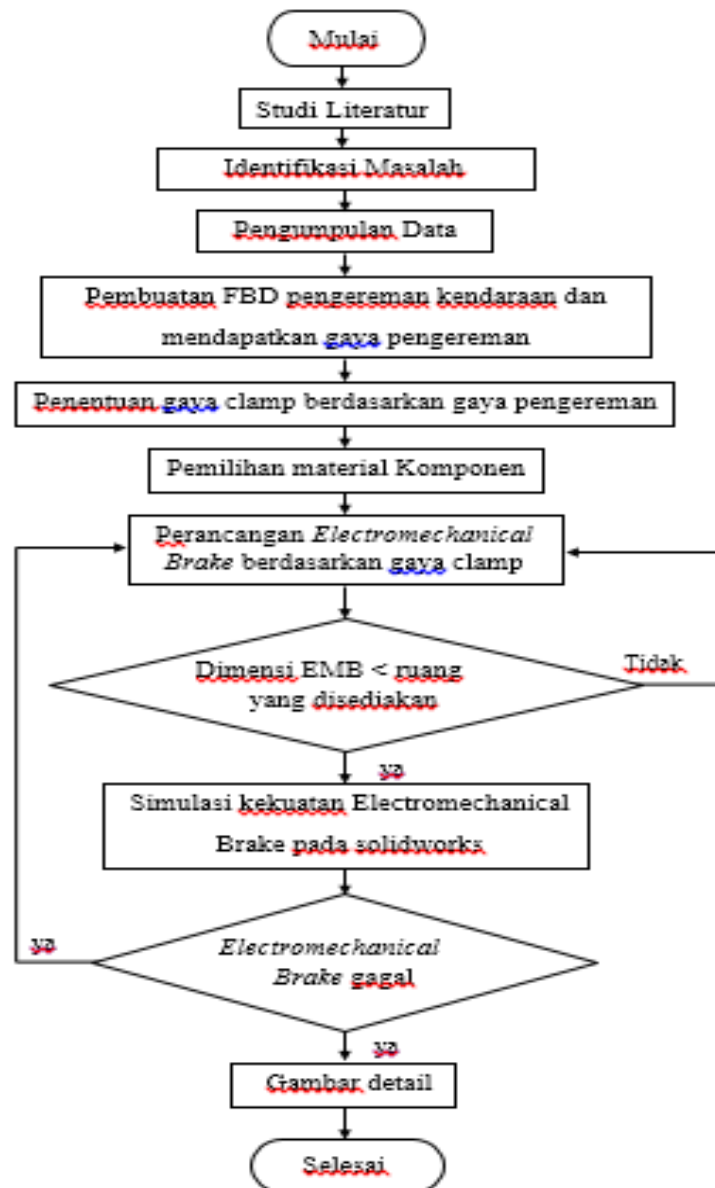 Mulai
Studi Literatur
Identifikasi Masalah
Pengumpulan Data
Pembuatan FBD pengereman kendaraan dan
mendapatkan gaya pengereman
Penentuan gaya clamp berdasarkan gaya pengereman
Pemilihan material Komponen
Perancangan Electromechanical
Brake berdasarkan gaya clamp
Dimensi EMB < ruang
yang disediakan
Tidak
ya
Simulasi kekuatan Electromechanical
Brake pada solidworks
Electromechanical
Brake gagal
ya
ya
Gambar detail
Selesai